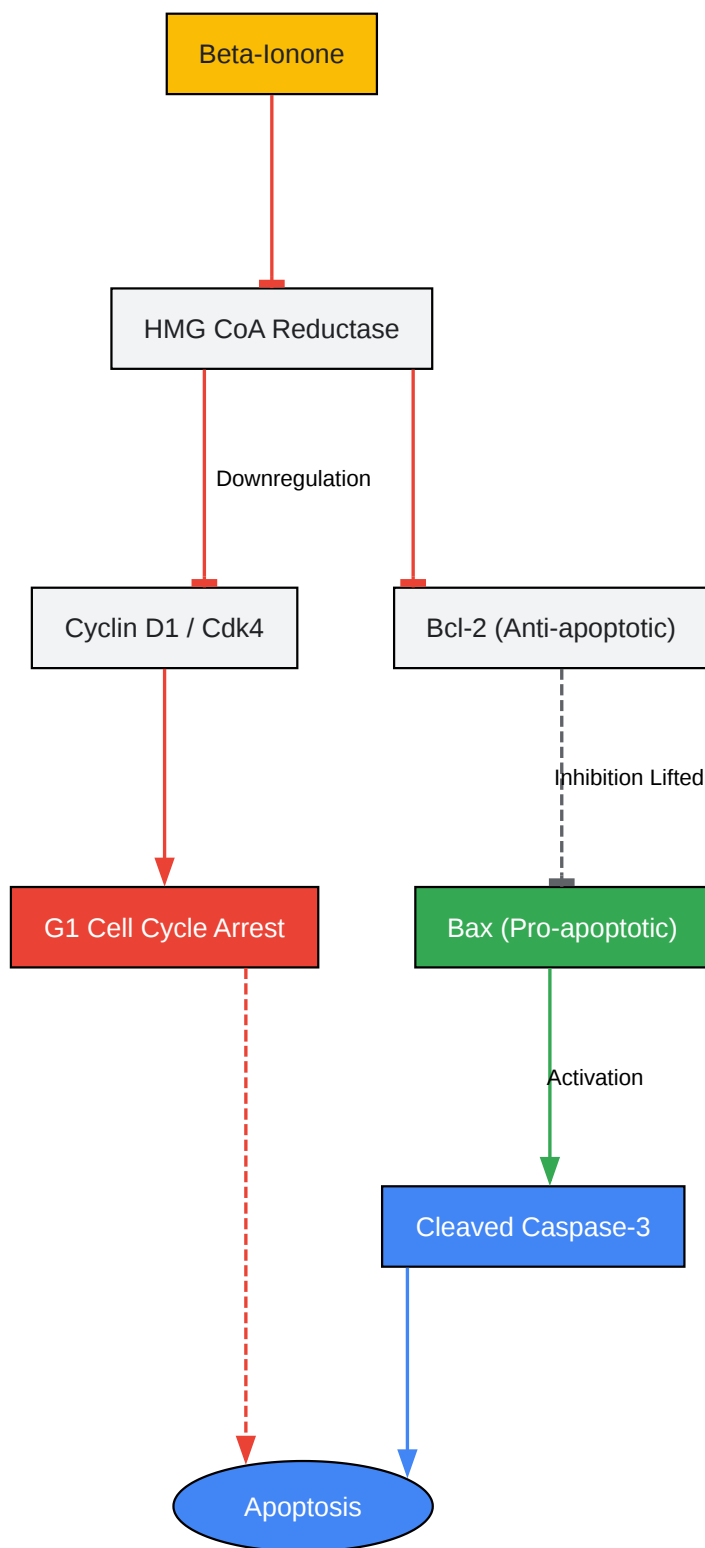 Beta-Ionone
HMG CoA Reductase
Downregulation
Cyclin D1 / Cdk4
Bcl-2 (Anti-apoptotic)
Inhibition Lifted
G1 Cell Cycle Arrest
Bax (Pro-apoptotic)
Activation
Cleaved Caspase-3
Apoptosis